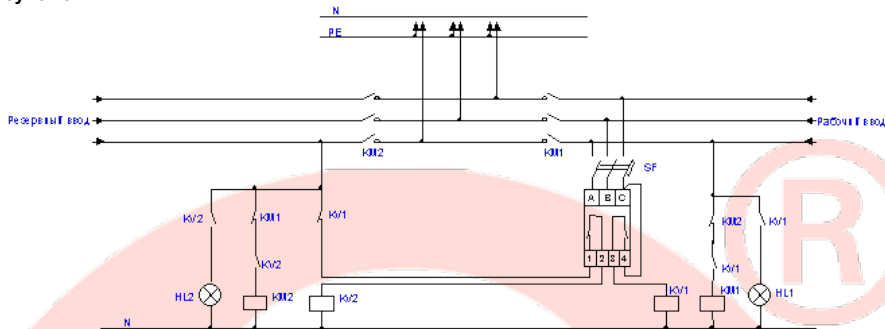 N
PE
Резервный ввод
Рабочий ввод
KM2
KM1
SF
A B C
KV2
KM1
KV1
KM2
KV1
KV2
1 2 3 4
KV1
HL2
KM2
KV2
KV1
KM1
HL1
N
R